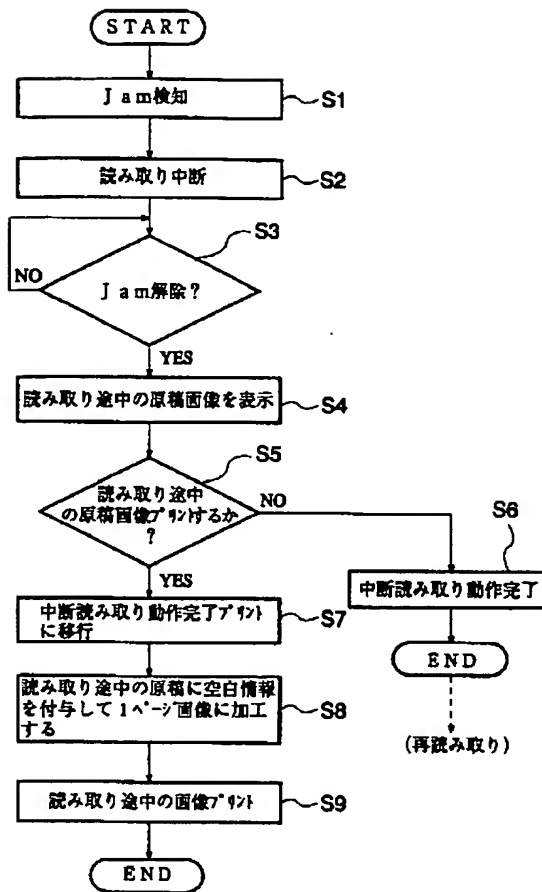 START
Jam検知
S1
読み取り中断
S2
S3
NO
Jam解除？
YES
読み取り途中の原稿画像を表示
S4
S5
読み取り途中
の原稿画像プリントするか
？
NO
S6
YES
中断読み取り動作完了
中断読み取り動作完了プリント
に移行
S7
END
読み取り途中の原稿に空白情報
を付与して１ページ画像に加工
する
S8
(再読み取り)
読み取り途中の画像プリント
S9
END